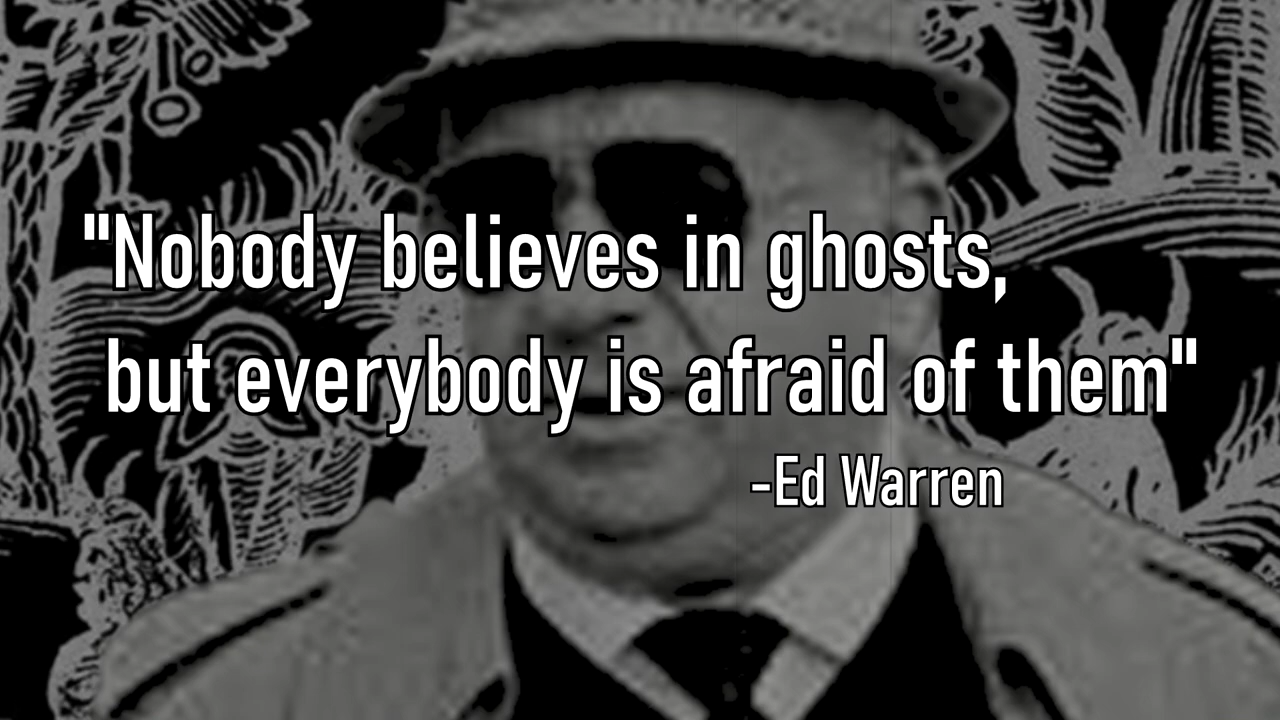 "Nobody believes in ghosts,
but everybody is afraid of them"
-Ed Warren